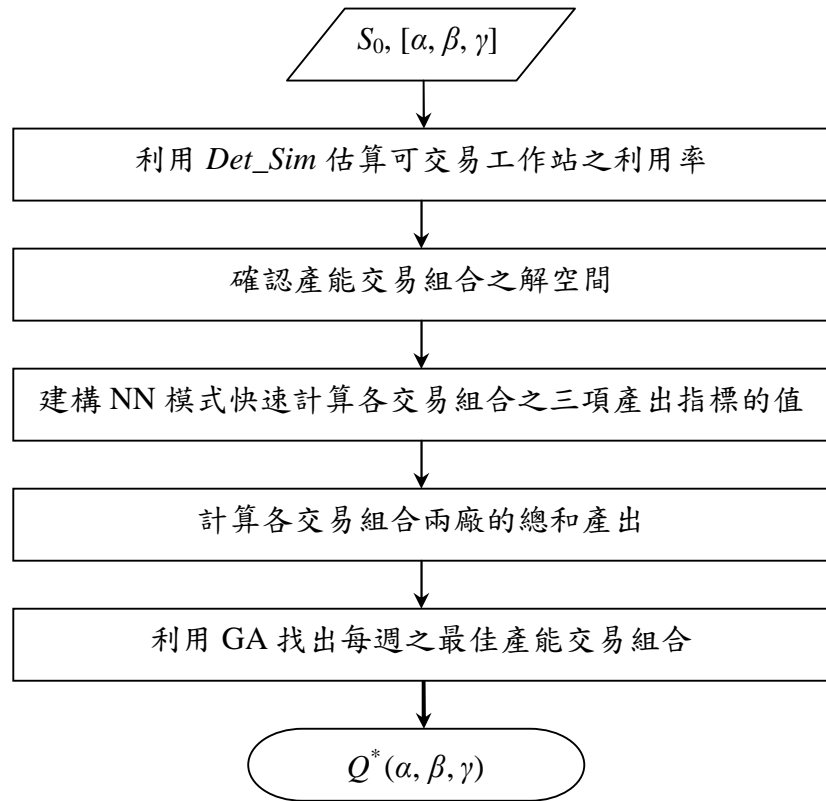 S₀, [α, β, γ]
利用 Det_Sim 估算可交易工作站之利用率
確認產能交易組合之解空間
建構 NN 模式快速計算各交易組合之三項產出指標的值
計算各交易組合兩廠的總和產出
利用 GA 找出每週之最佳產能交易組合
Q*(α, β, γ)